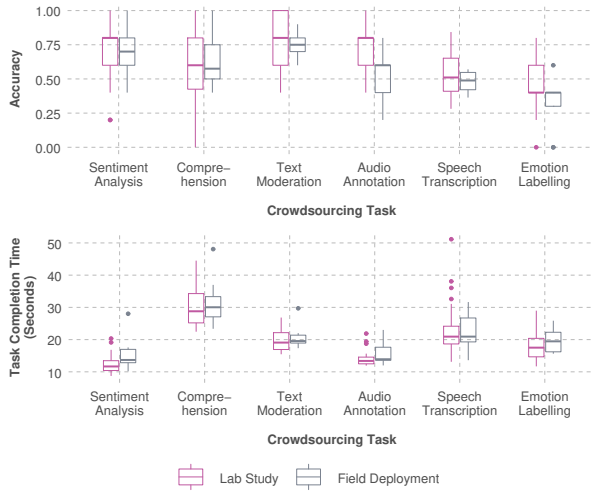 Accuracy
1.00
0.75
0.50
0.25
0.00
Sentiment Analysis
Compre–hension
Text Moderation
Audio Annotation
Speech Transcription
Emotion Labelling
Crowdsourcing Task
Task Completion Time
(Seconds)
50
40
30
20
10
Sentiment Analysis
Compre–hension
Text Moderation
Audio Annotation
Speech Transcription
Emotion Labelling
Crowdsourcing Task
Lab Study Field Deployment